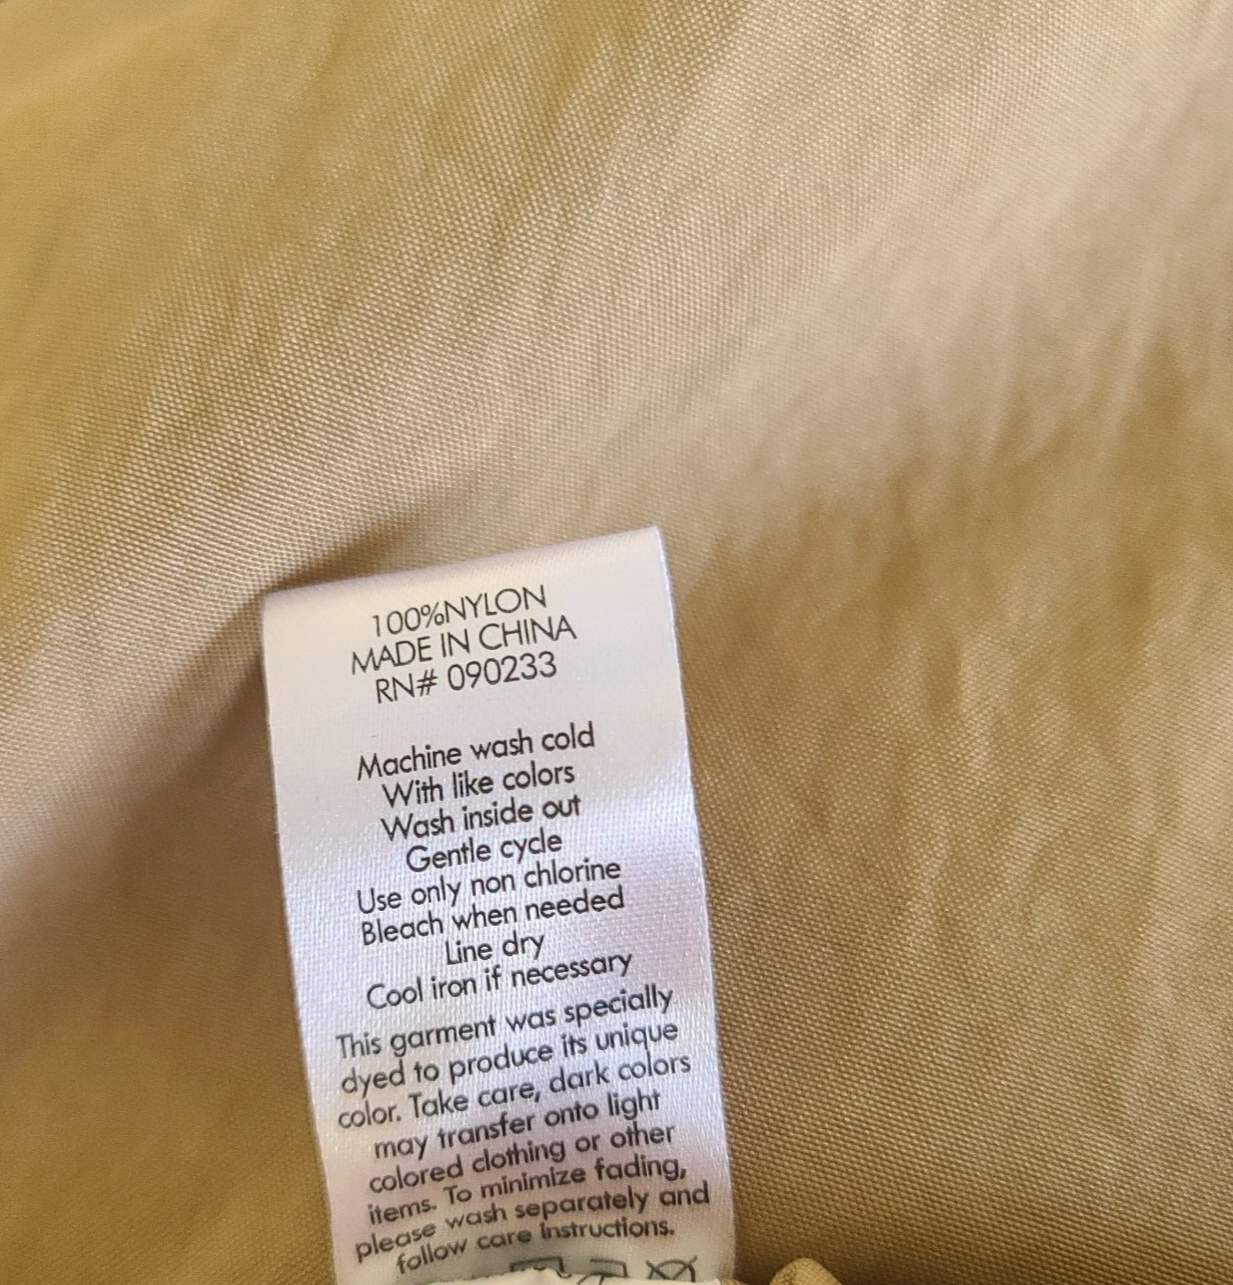 100%NYLON
MADE IN CHINA
RN# 090233
Machine wash cold
With like colors
Wash inside out
Gentle cycle
Use only non chlorine
Bleach when needed
Line dry
Cool iron if necessary
This garment was specially
dyed to produce its unique
color. Take care, dark colors
may transfer onto light
colored clothing or other
items. To minimize fading,
please wash separately and
follow care instructions.